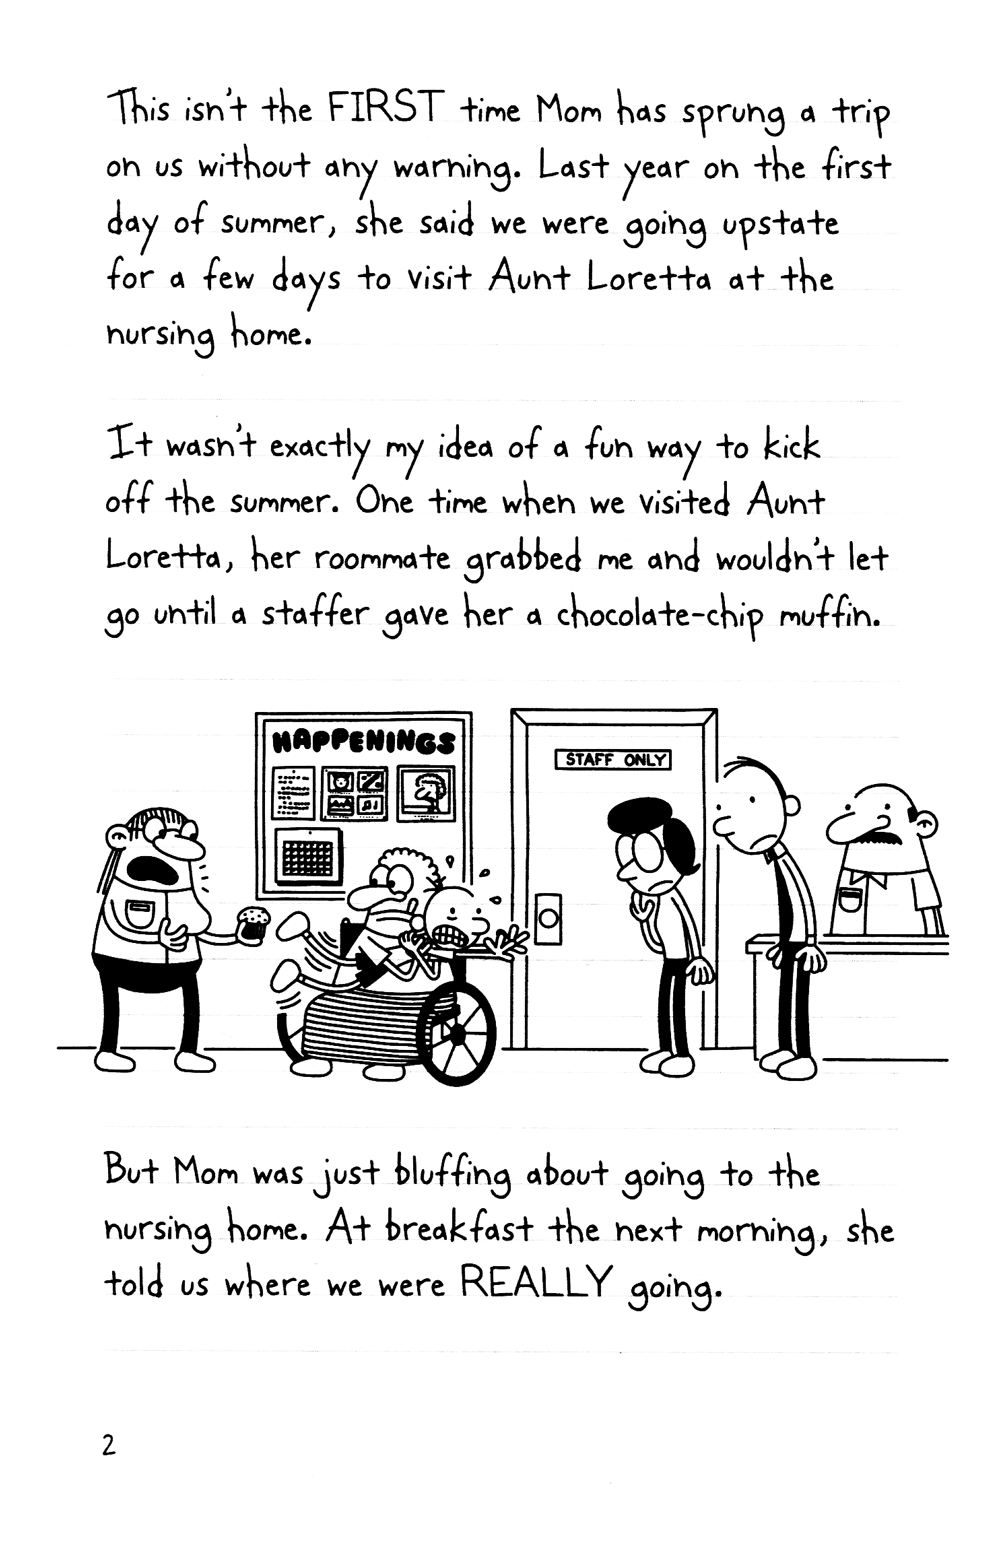 This isn't the FIRST time Mom has sprung a trip
on us without any warning. Last year on the first
day of summer, she said we were going upstate
for a few days to visit Aunt Loretta at the
nursing home.
It wasn't exactly my idea of a fun way to kick
off the summer. One time when we visited Aunt
Loretta, her roommate grabbed me and wouldn't let
go until a staffer gave her a chocolate-chip muffin.
HAPPENINGS
STAFF ONLY
But Mom was just bluffing about going to the
nursing home. At breakfast the next morning, she
told us where we were REALLY going.
2